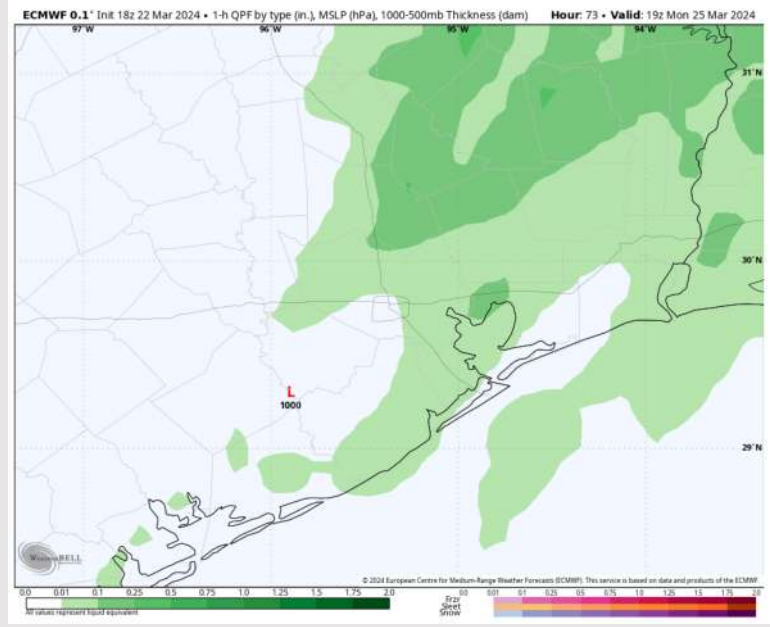 ECMWF 0.1° Init 18z 22 Mar 2024 • 1-h QPF by type (in.), MSLP (hPa), 1000-500mb Thickness (dam) Hour: 73 • Valid: 19z Mon 25 Mar 2024
97°W 96°W 95°W 94°W
31°N
30°N
L
1000
29°N
WeatherBELL
© 2024 European Centre for Medium-Range Weather Forecasts (ECMWF). This service is based on data and products of the ECMWF
0.0 0.01 0.1 0.25 0.5 0.75 1.0 1.25 1.5 1.75 2.0 0.0 0.01 0.1 0.25 0.5 0.75 1.0 1.25 1.5 1.75 2.0
All values represent liquid equivalent
Frzr
Sleet
Snow